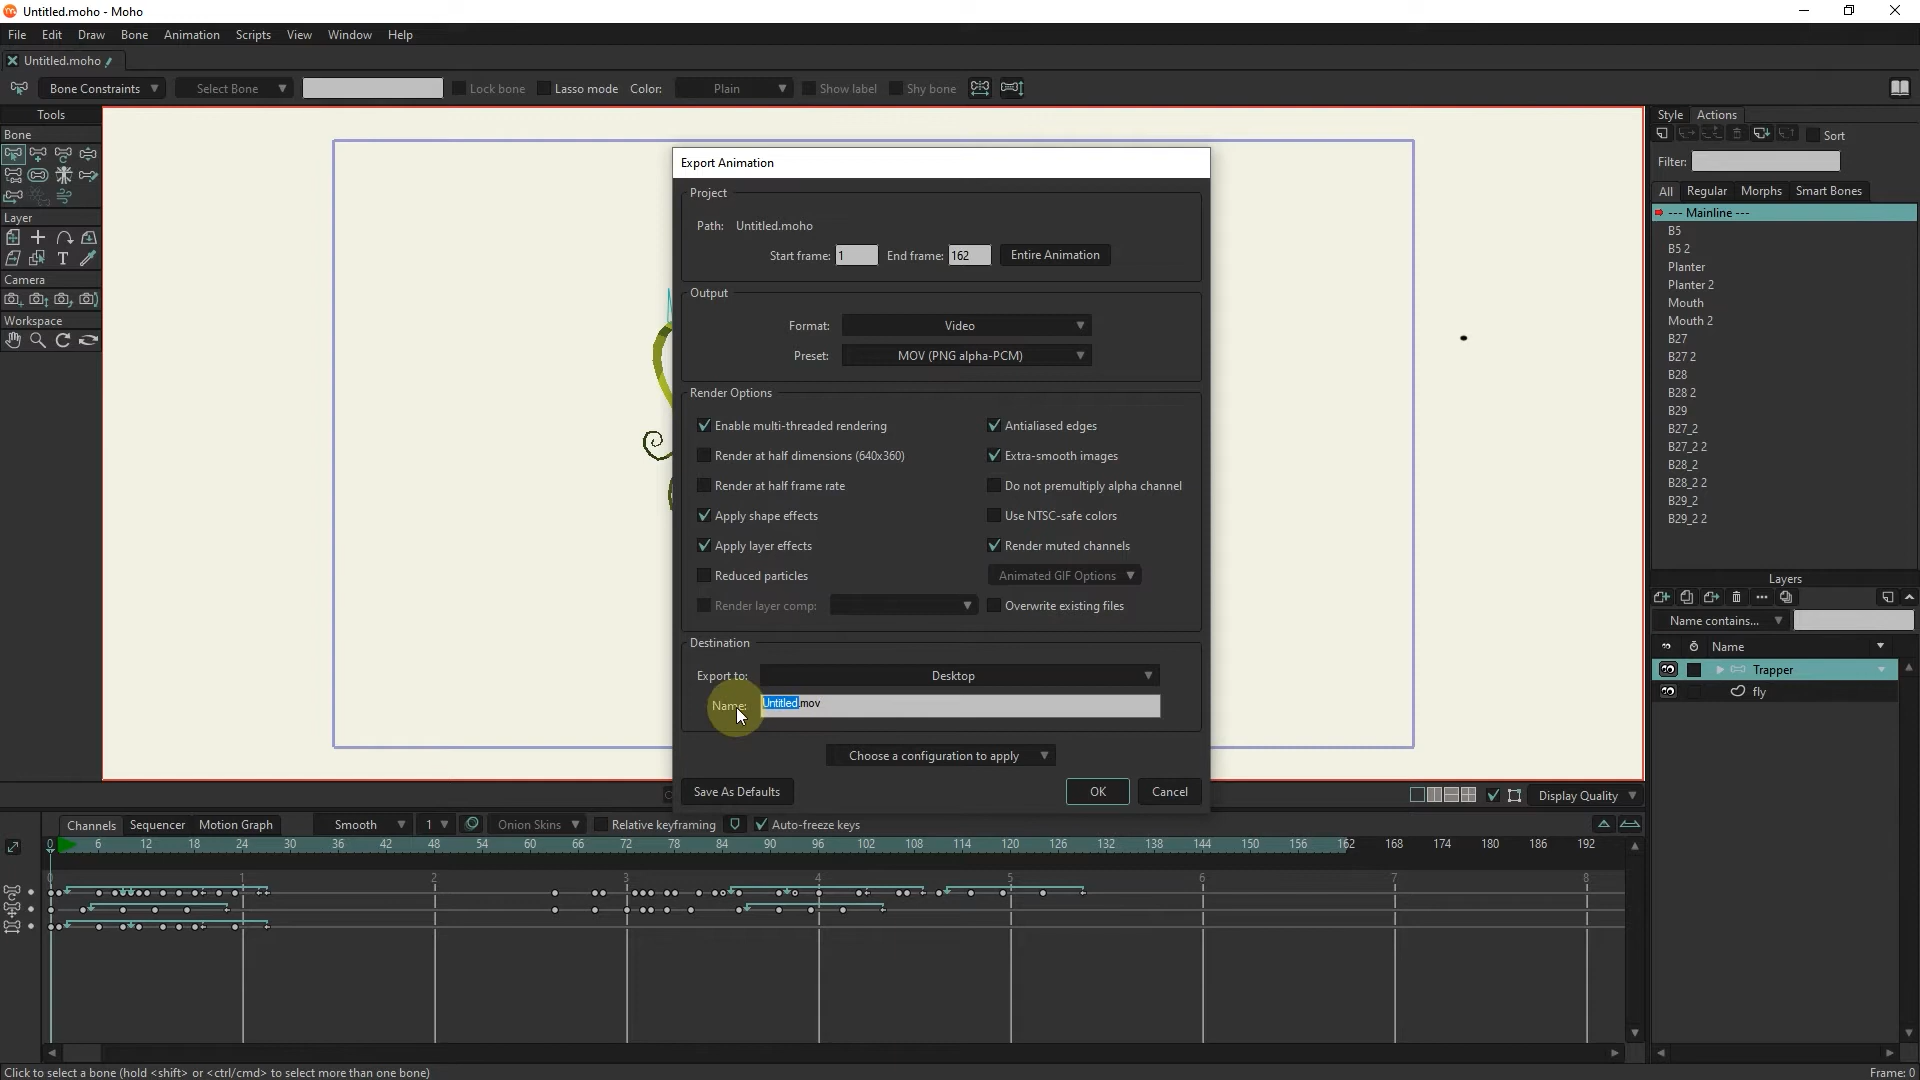 Untitled.moho - Moho
File Edit Draw Bone Animation Scripts View Window Help
Untitled.moho
Bone Constraints Select Bone Lock bone Lasso mode Color: Plain Show label Shy bone
Tools
Bone
Layer
Camera
Workspace
Export Animation
Project
Path: Untitled.moho
Start frame: 1 End frame: 162 Entire Animation
Output
Format: Video
Preset: MOV (PNG alpha-PCM)
Render Options
Enable multi-threaded rendering Antialiased edges
Render at half dimensions (640x360) Extra-smooth images
Render at half frame rate Do not premultiply alpha channel
Apply shape effects Use NTSC-safe colors
Apply layer effects Render muted channels
Reduced particles Animated GIF Options
Render layer comp: Overwrite existing files
Destination
Export to: Desktop
Name: Untitled.mov
Choose a configuration to apply
Save As Defaults OK Cancel
Style Actions
Sort
Filter:
All Regular Morphs Smart Bones
--- Mainline ---
B5
B5 2
Planter
Planter 2
Mouth
Mouth 2
B27
B27 2
B28
B28 2
B29
B27_2
B27_2 2
B28_2
B28_2 2
B29_2
B29_2 2
Layers
Name contains...
Name
Trapper
fly
Display Quality
Channels Sequencer Motion Graph Smooth 1 Onion Skins Relative keyframing Auto-freeze keys
0 6 12 18 24 30 36 42 48 54 60 66 72 78 84 90 96 102 108 114 120 126 132 138 144 150 156 162 168 174 180 186 192
0 1 2 3 4 5 6 7 8
Click to select a bone (hold <shift> or <ctrl/cmd> to select more than one bone) Frame: 0